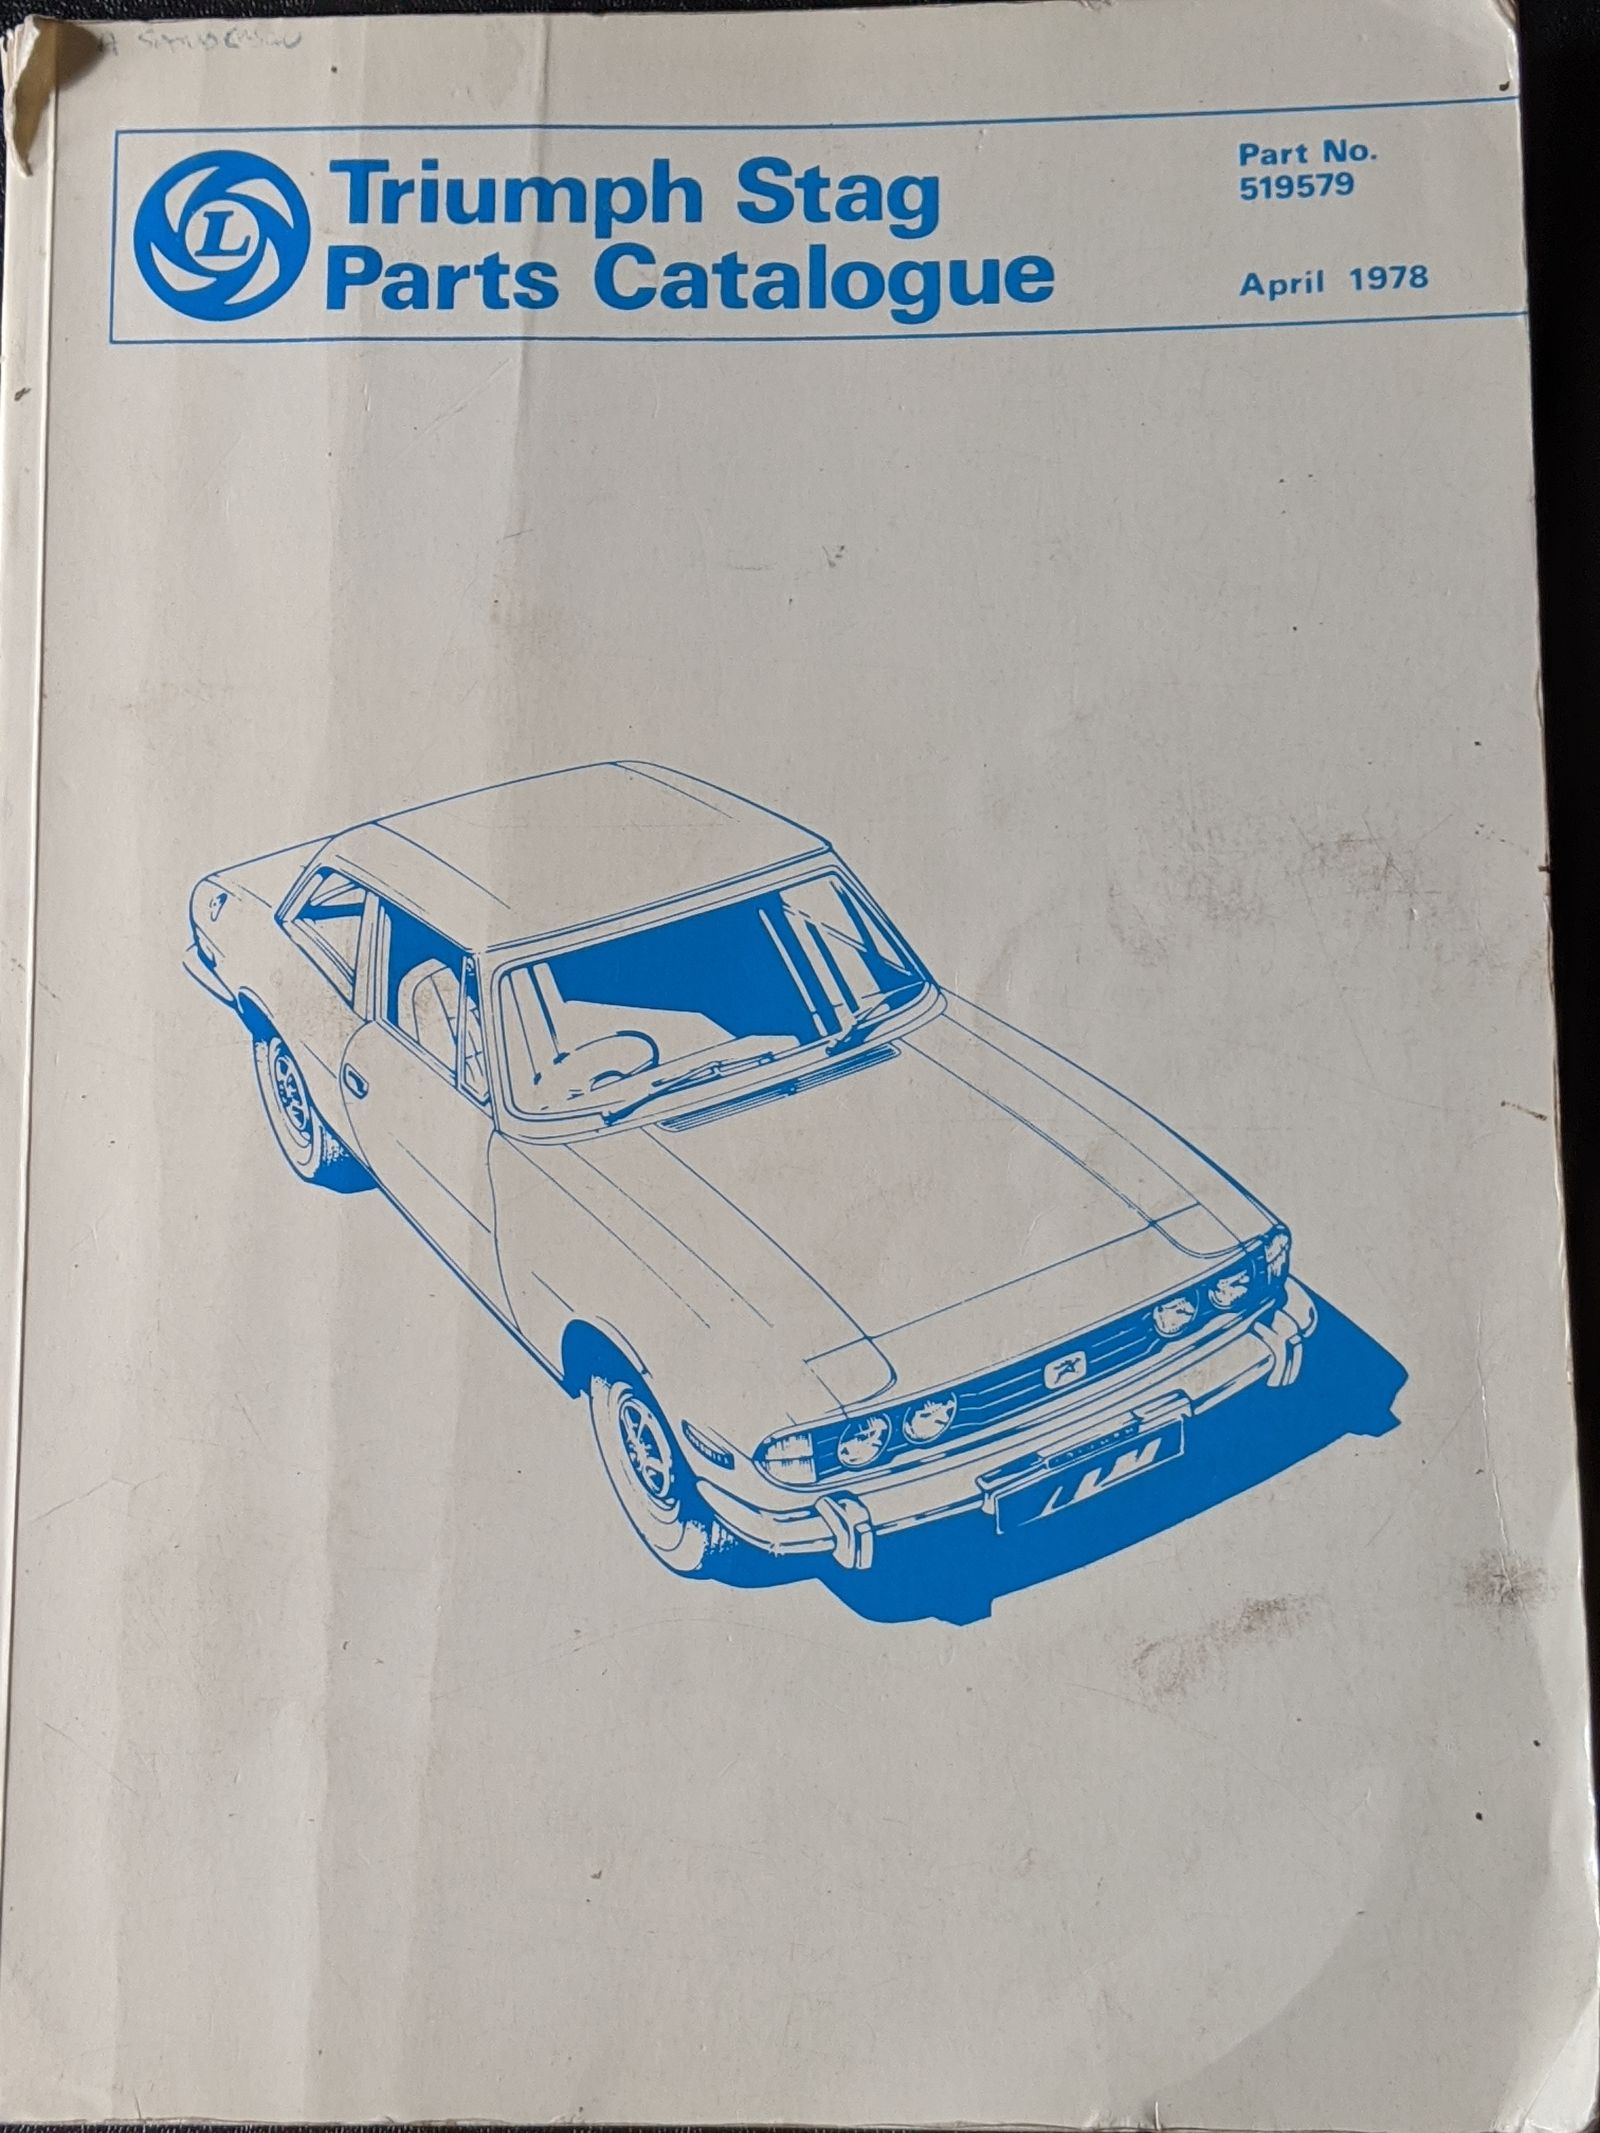 Triumph Stag
Parts Catalogue
Part No.
519579
April 1978
L